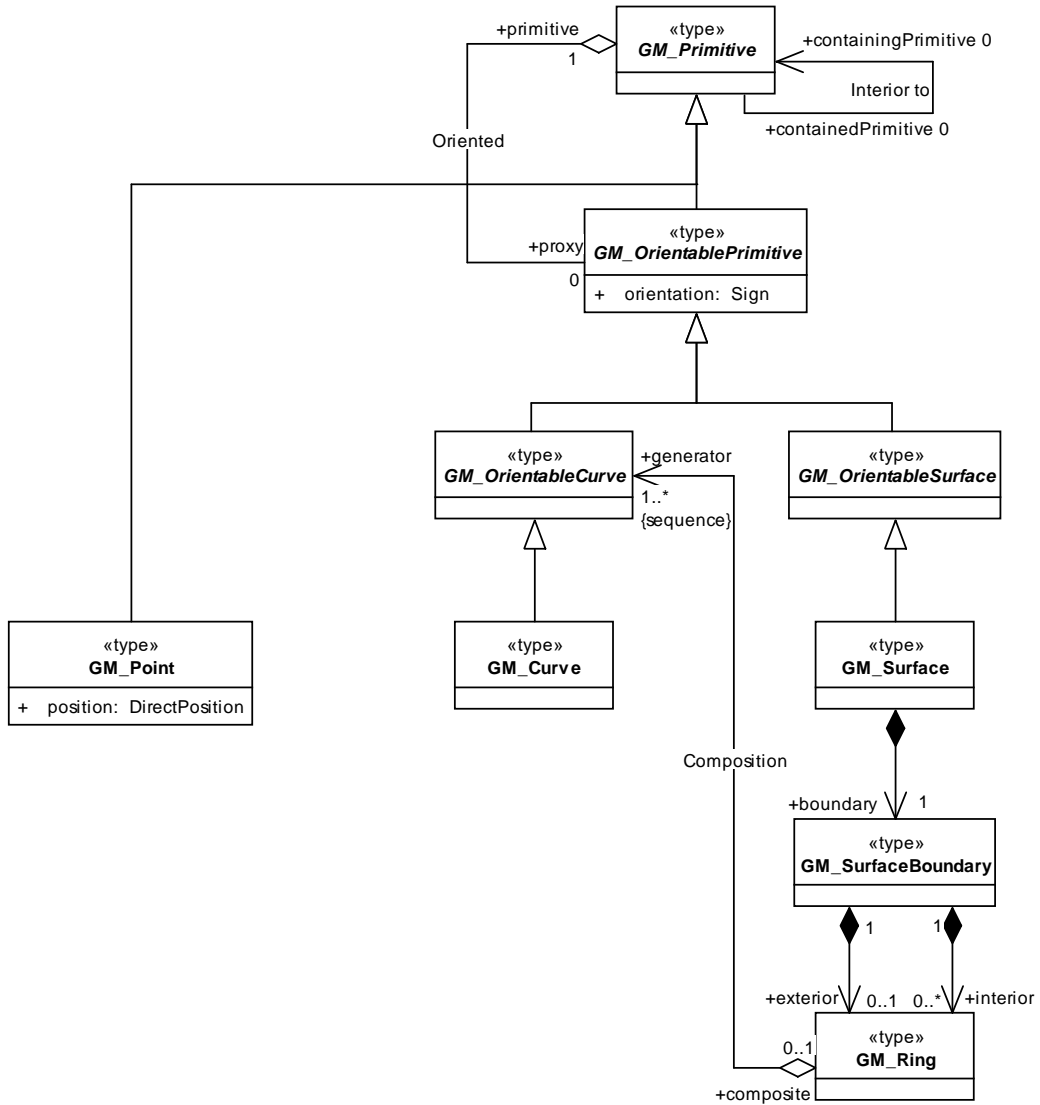 +primitive
1
«type»
GM_Primitive
+containingPrimitive 0
Interior to
+containedPrimitive 0
Oriented
+proxy
0
«type»
GM_OrientablePrimitive
+ orientation: Sign
«type»
GM_OrientableCurve
+generator
1..*
{sequence}
«type»
GM_OrientableSurface
«type»
GM_Point
+ position: DirectPosition
«type»
GM_Curve
«type»
GM_Surface
Composition
+boundary
1
«type»
GM_SurfaceBoundary
1
1
+exterior
0..1
0..*
+interior
0..1
+composite
«type»
GM_Ring